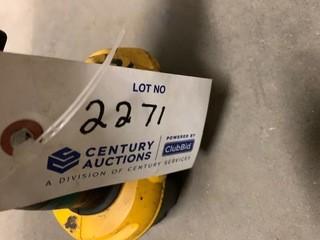 LOT NO
2271
CENTURY
AUCTIONS
POWERED BY
ClubBid
A DIVISION OF CENTURY SERVICES